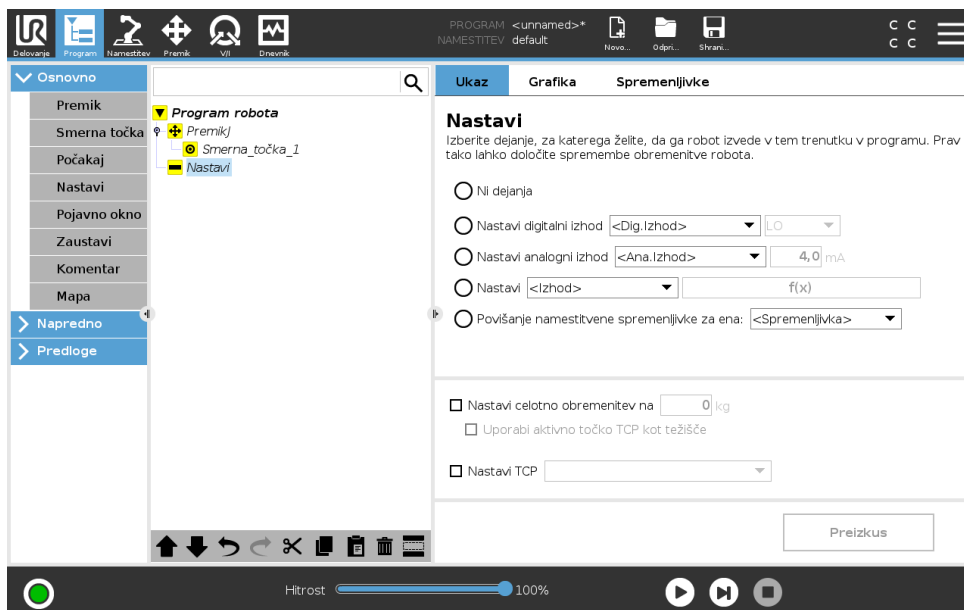 UR
Delovanje
Program
Namestitev
Premik
V/I
Dnevnik
PROGRAM <unnamed>*
NAMESTITEV default
Novo...
Odpri...
Shrani...
C C
C C
Osnovno
Premik
Smerna točka
Počakaj
Nastavi
Pojavno okno
Zaustavi
Komentar
Mapa
Napredno
Predloge
Program robota
PremikJ
Smerna_točka_1
Nastavi
Ukaz
Grafika
Spremenljivke
Nastavi
Izberite dejanje, za katerega želite, da ga robot izvede v tem trenutku v programu. Prav
tako lahko določite spremembe obremenitve robota.
Ni dejanja
Nastavi digitalni izhod <Dig.Izhod> LO
Nastavi analogni izhod <Ana.Izhod> 4,0 mA
Nastavi <Izhod> f(x)
Povišanje namestitvene spremenljivke za ena: <Spremenljivka>
Nastavi celotno obremenitev na 0 kg
Uporabi aktivno točko TCP kot težišče
Nastavi TCP
Preizkus
Hitrost 100%